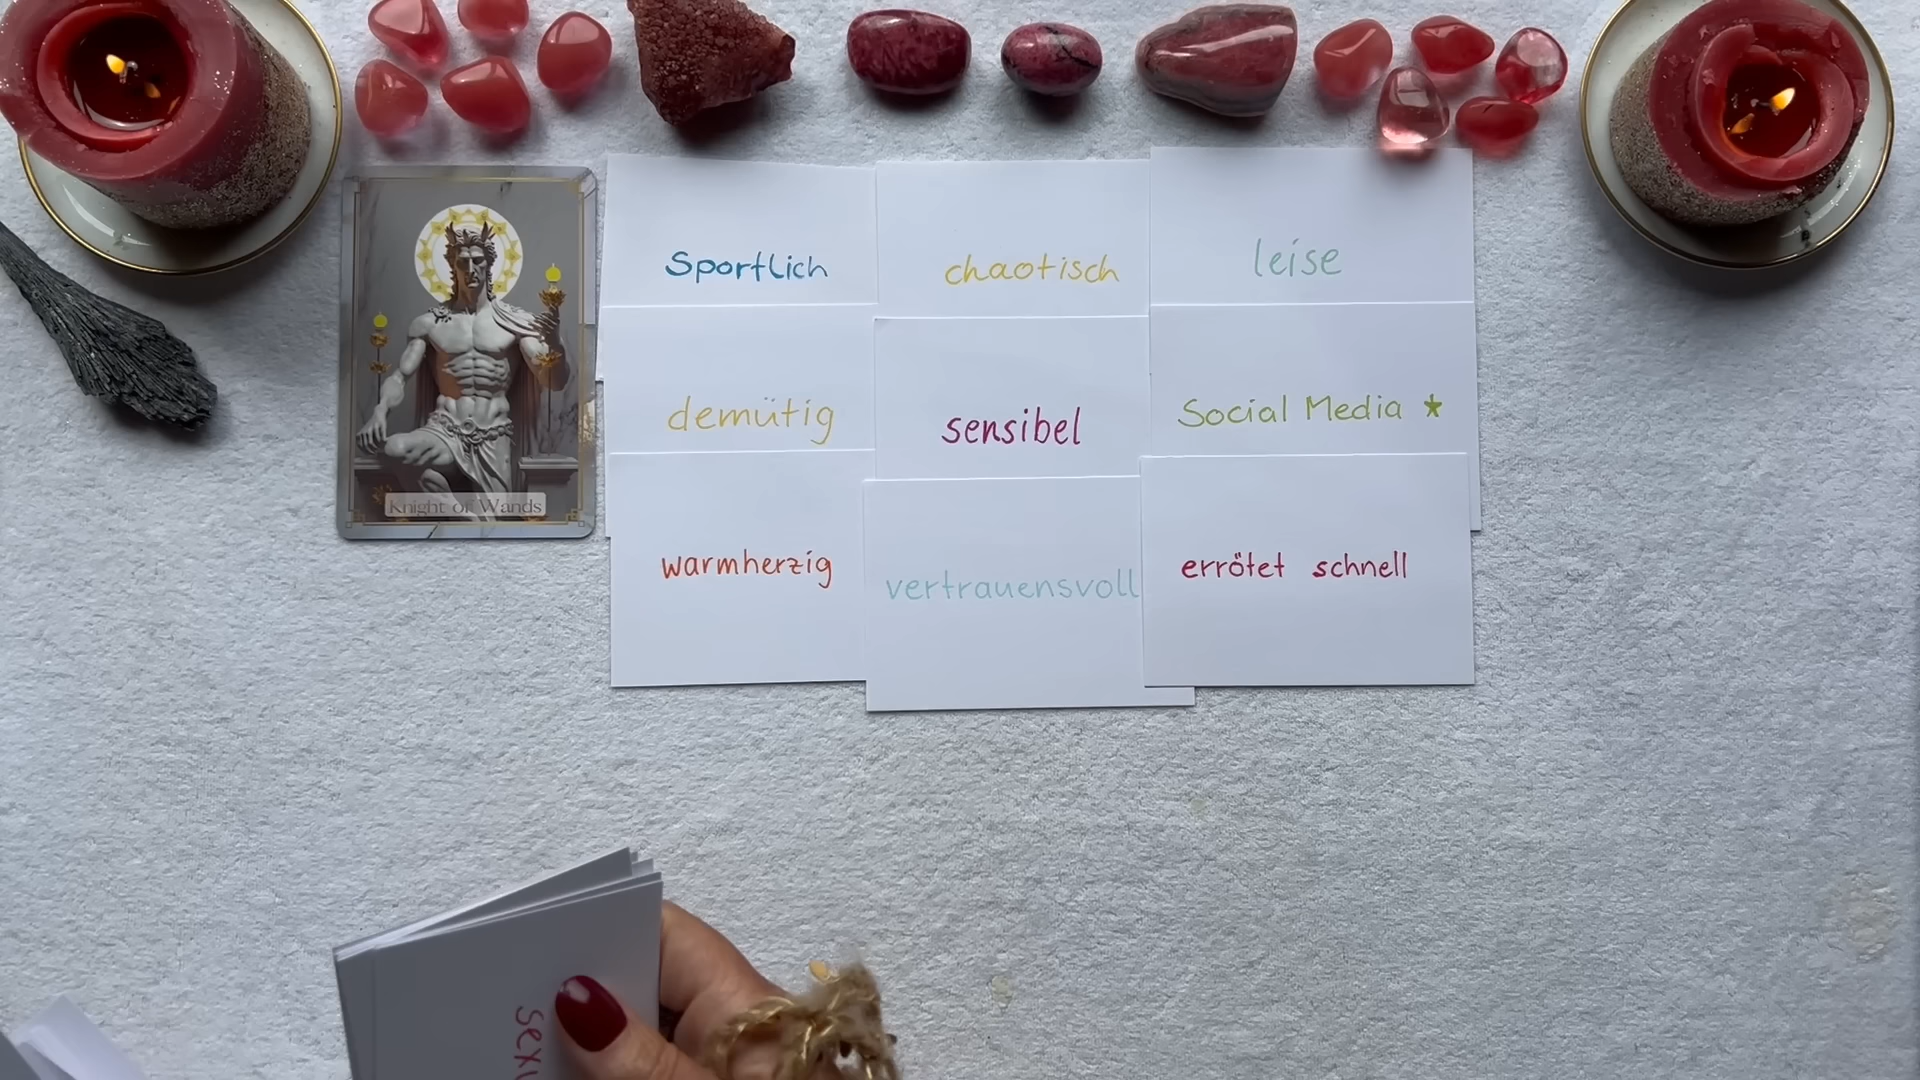 Knight of Wands
Sportlich
chaotisch
leise
demütig
sensibel
Social Media ★
warmherzig
vertrauensvoll
errötet schnell